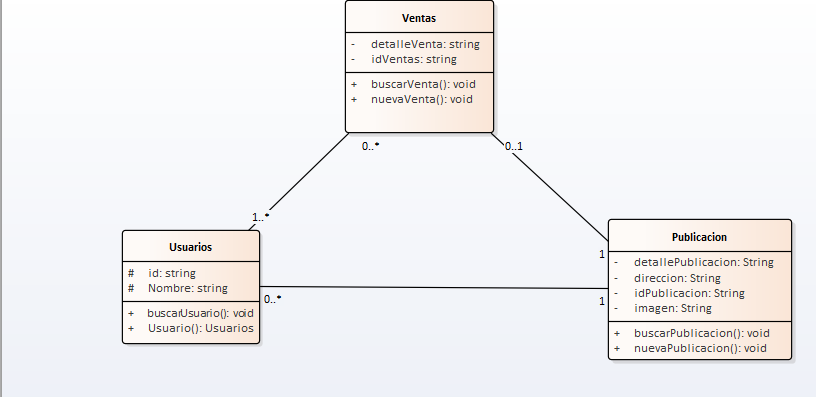 Ventas
- detalleVenta: string
- idVentas: string
+ buscarVenta(): void
+ nuevaVenta(): void
0..*
0..1
1..*
Usuarios
# id: string
# Nombre: string
+ buscarUsuario(): void
+ Usuario(): Usuarios
0..*
1
1
Publicacion
- detallePublicacion: String
- direccion: String
- idPublicacion: String
- imagen: String
+ buscarPublicacion(): void
+ nuevaPublicacion(): void